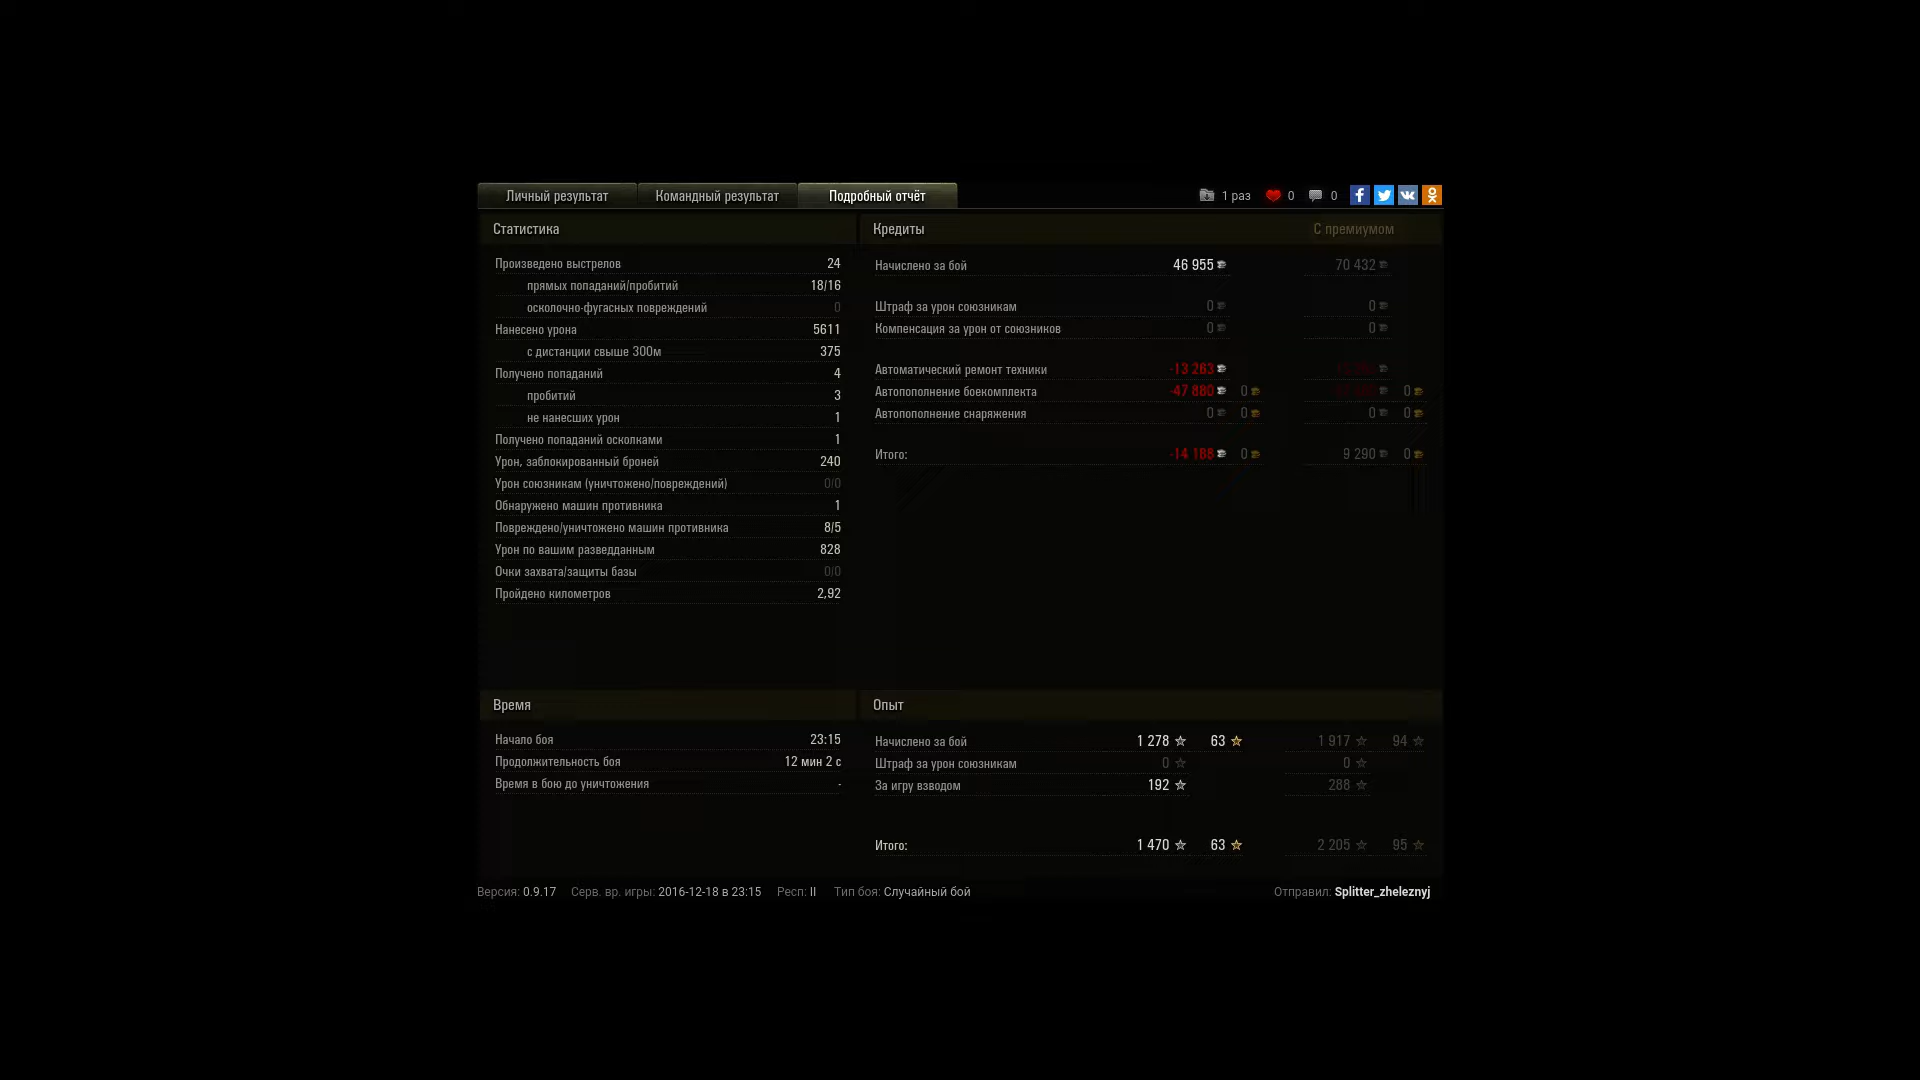 Личный результат Командный результат Подробный отчёт 1 раз 0 0
Статистика
Произведено выстрелов 24
прямых попаданий/пробитий 18/16
осколочно-фугасных повреждений 0
Нанесено урона 5611
с дистанции свыше 300м 375
Получено попаданий 4
пробитий 3
не нанесших урон 1
Получено попаданий осколками 1
Урон, заблокированный броней 240
Урон союзникам (уничтожено/повреждений) 0/0
Обнаружено машин противника 1
Повреждено/уничтожено машин противника 8/5
Урон по вашим разведданным 828
Очки захвата/защиты базы 0/0
Пройдено километров 2,92
Кредиты С премиумом
Начислено за бой 46 955 70 432
Штраф за урон союзникам 0 0
Компенсация за урон от союзников 0 0
Автоматический ремонт техники -13 263
Автопополнение боекомплекта -47 880 0 0
Автопополнение снаряжения 0 0 0 0
Итого: -14 188 0 9 290 0
Время
Начало боя 23:15
Продолжительность боя 12 мин 2 с
Время в бою до уничтожения -
Опыт
Начислено за бой 1 278 63 1 917 94
Штраф за урон союзникам 0 0
За игру взводом 192 288
Итого: 1 470 63 2 205 95
Версия: 0.9.17 Серв. вр. игры: 2016-12-18 в 23:15 Респ: II Тип боя: Случайный бой Отправил: Splitter_zheleznyj